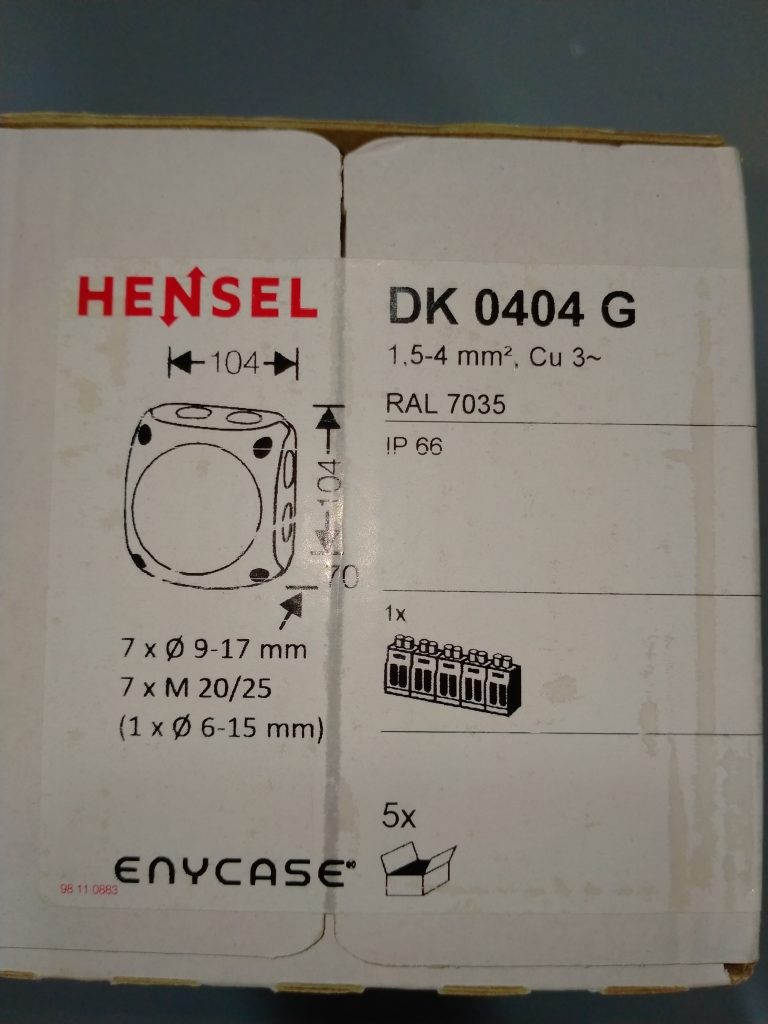 HENSEL
104
104
70
7 x Ø 9-17 mm
7 x M 20/25
(1 x Ø 6-15 mm)
ENYCASE®
98 11 0883
DK 0404 G
1,5-4 mm², Cu 3~
RAL 7035
IP 66
1x
5x